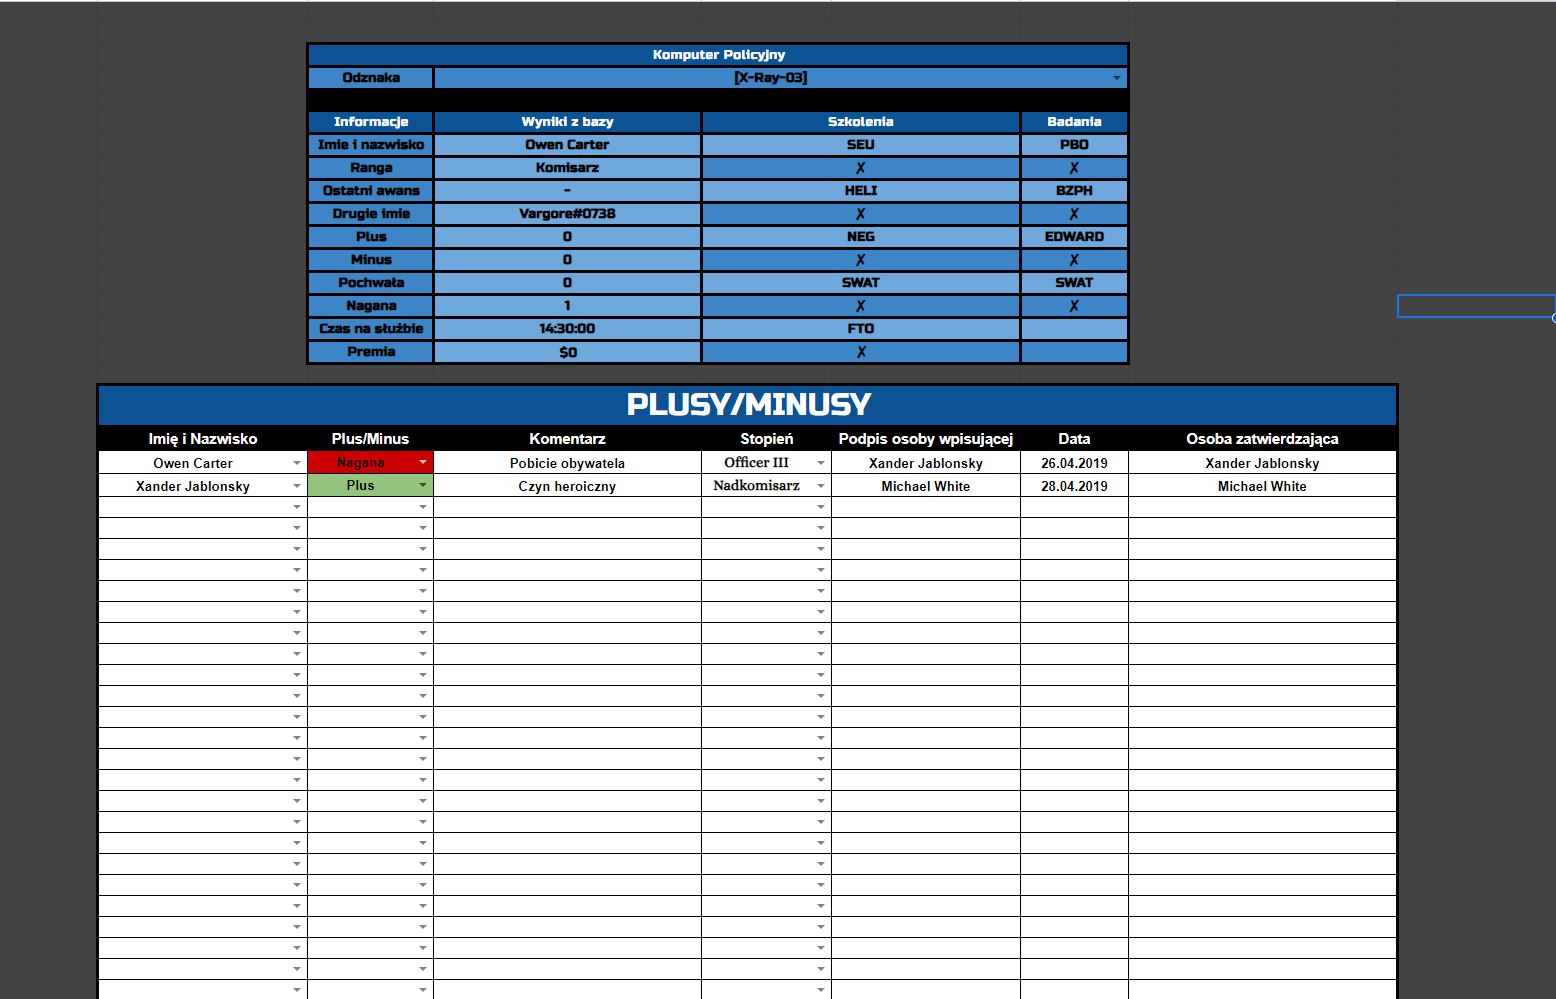 Komputer Policyjny
Odznaka [X-Ray-03]
Informacje Wyniki z bazy Szkolenia Badania
Imie i nazwisko Owen Carter SEU PBO
Ranga Komisarz ✗ ✗
Ostatni awans - HELI BZPH
Drugie imie Vargore#0738 ✗ ✗
Plus 0 NEG EDWARD
Minus 0 ✗ ✗
Pochwała 0 SWAT SWAT
Nagana 1 ✗ ✗
Czas na służbie 14:30:00 FTO
Premia $0 ✗
PLUSY/MINUSY
Imię i Nazwisko Plus/Minus Komentarz Stopień Podpis osoby wpisującej Data Osoba zatwierdzająca
Owen Carter Nagana Pobicie obywatela Officer III Xander Jablonsky 26.04.2019 Xander Jablonsky
Xander Jablonsky Plus Czyn heroiczny Nadkomisarz Michael White 28.04.2019 Michael White